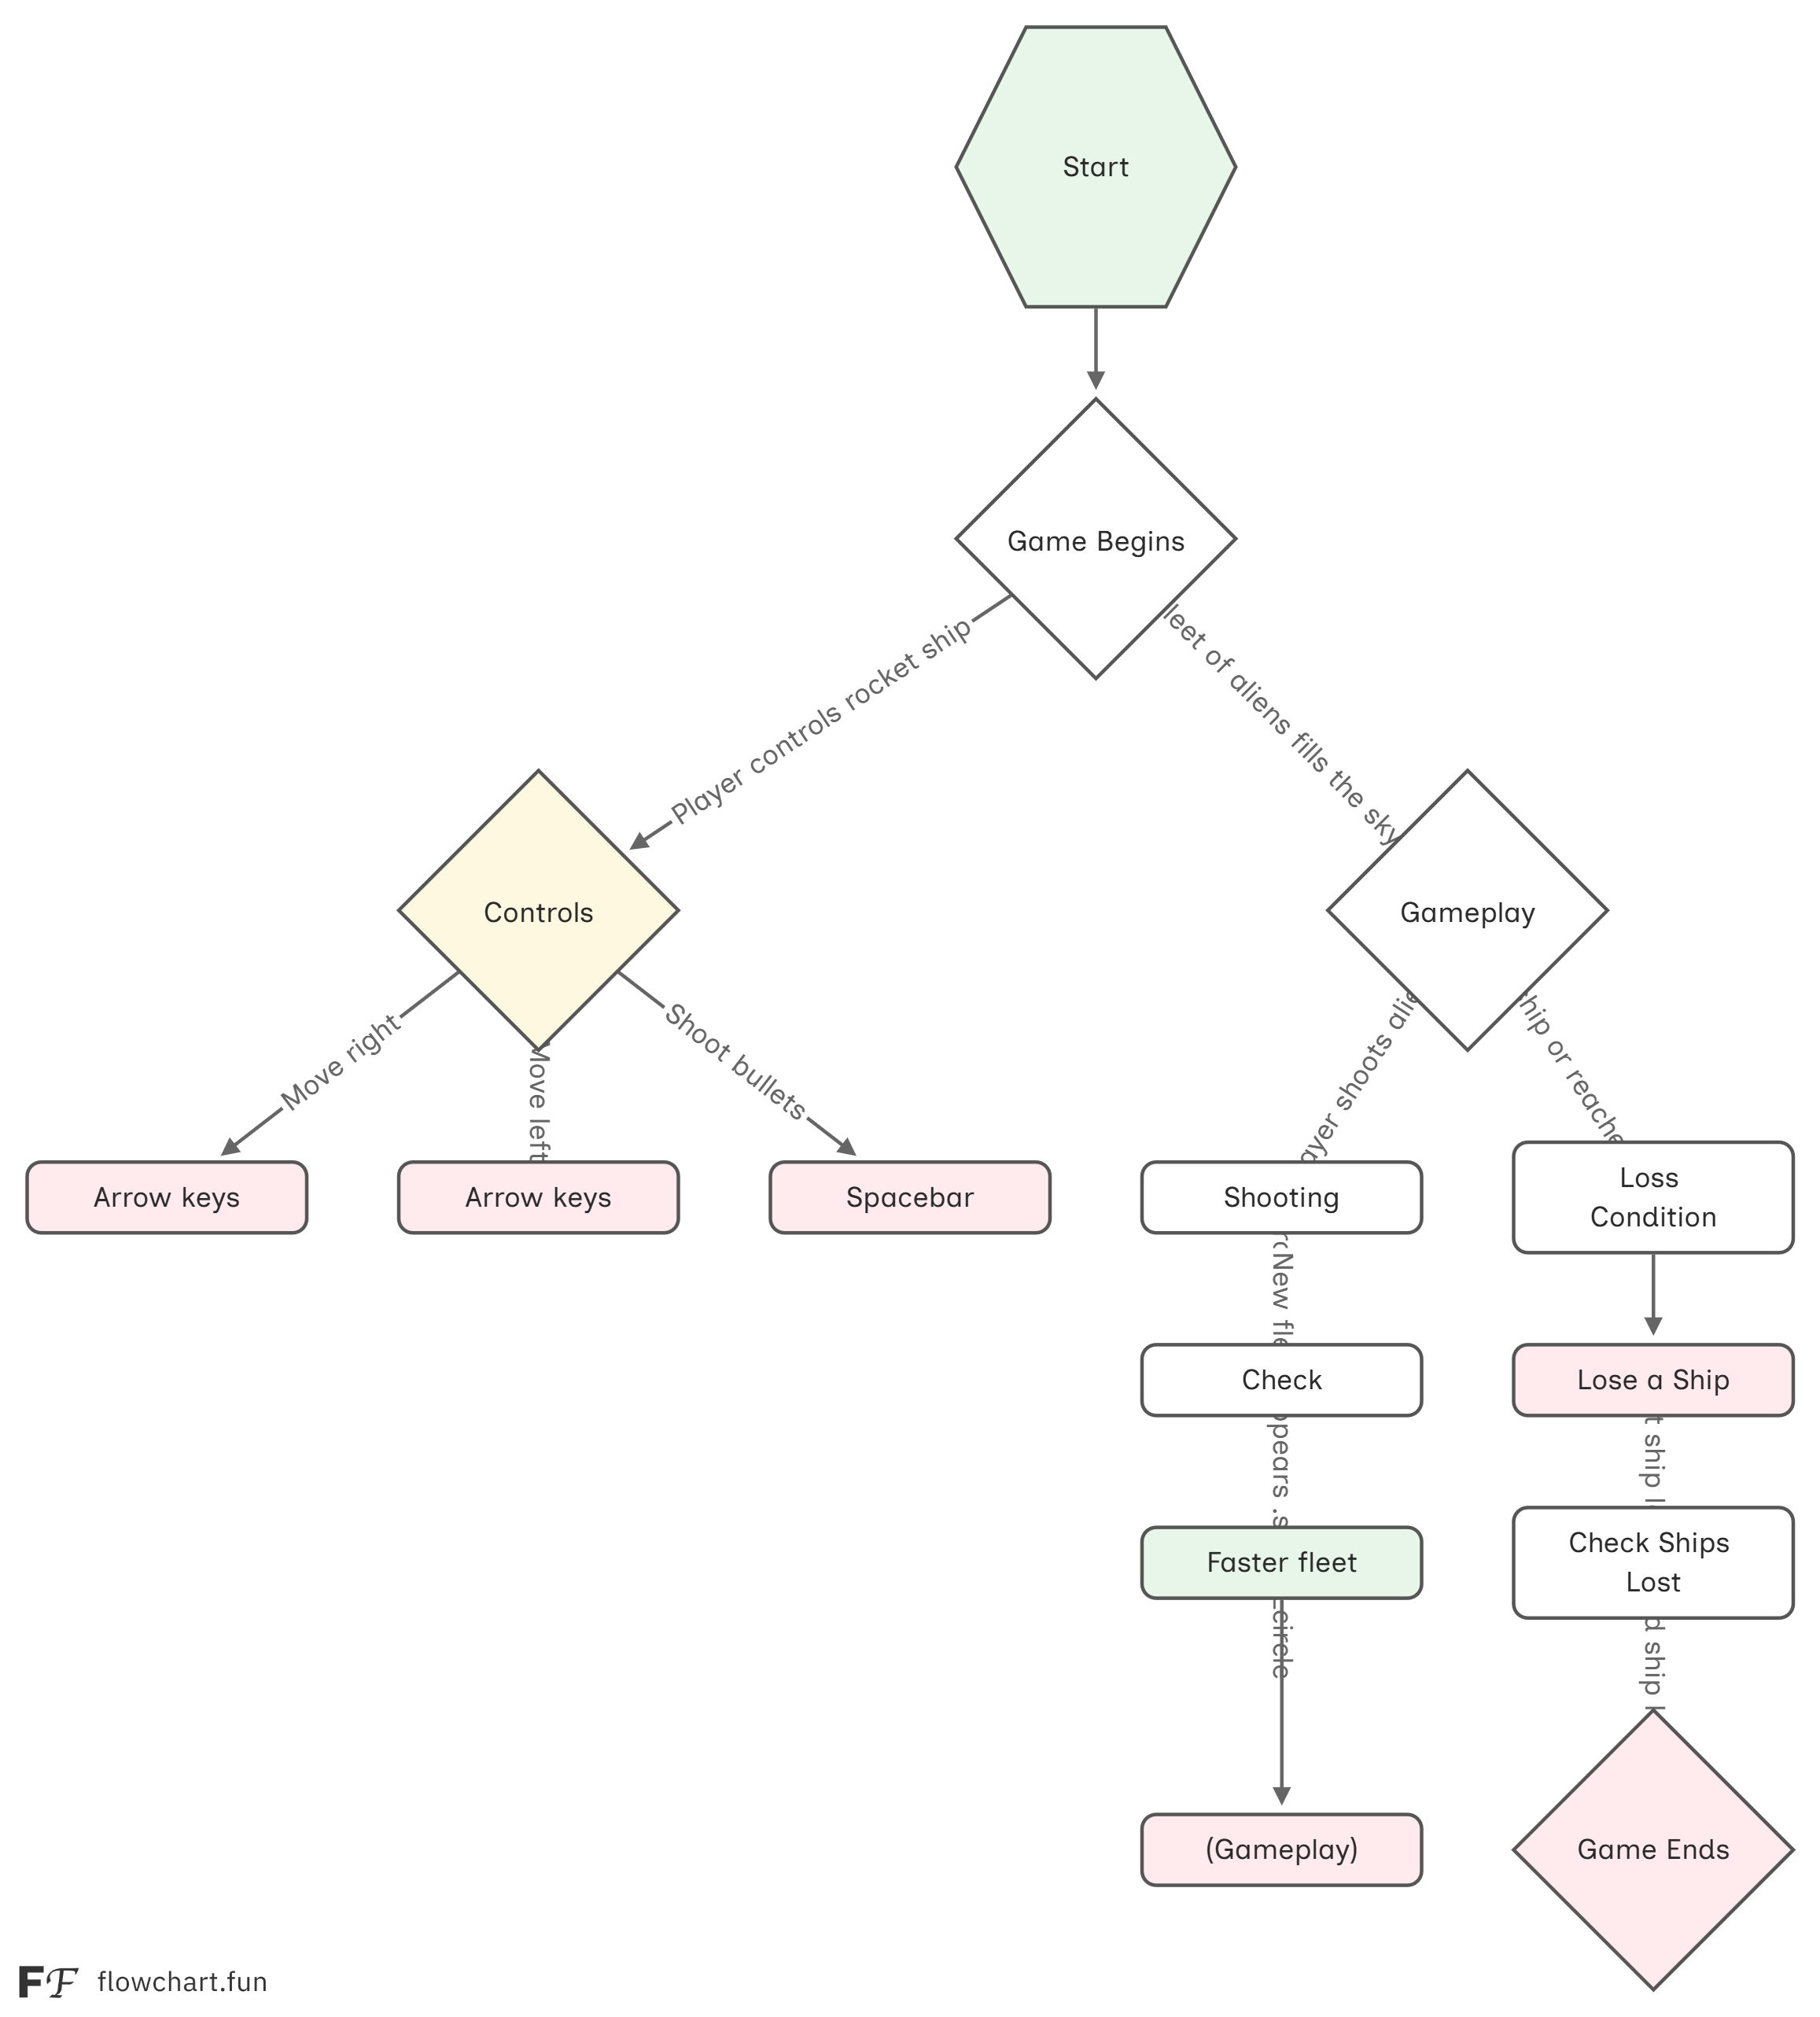 Start
Game Begins
Player controls rocket ship
leet of aliens fills the sky
Controls
Gameplay
Move right
Move left
Shoot bullets
ayer shoots alie
hip or reache
Arrow keys
Arrow keys
Spacebar
Shooting
Loss
Condition
New fle
Check
Lose a Ship
ppears .s
t ship l
Faster fleet
Check Ships
Lost
circle
d ship l
(Gameplay)
Game Ends
FF flowchart.fun